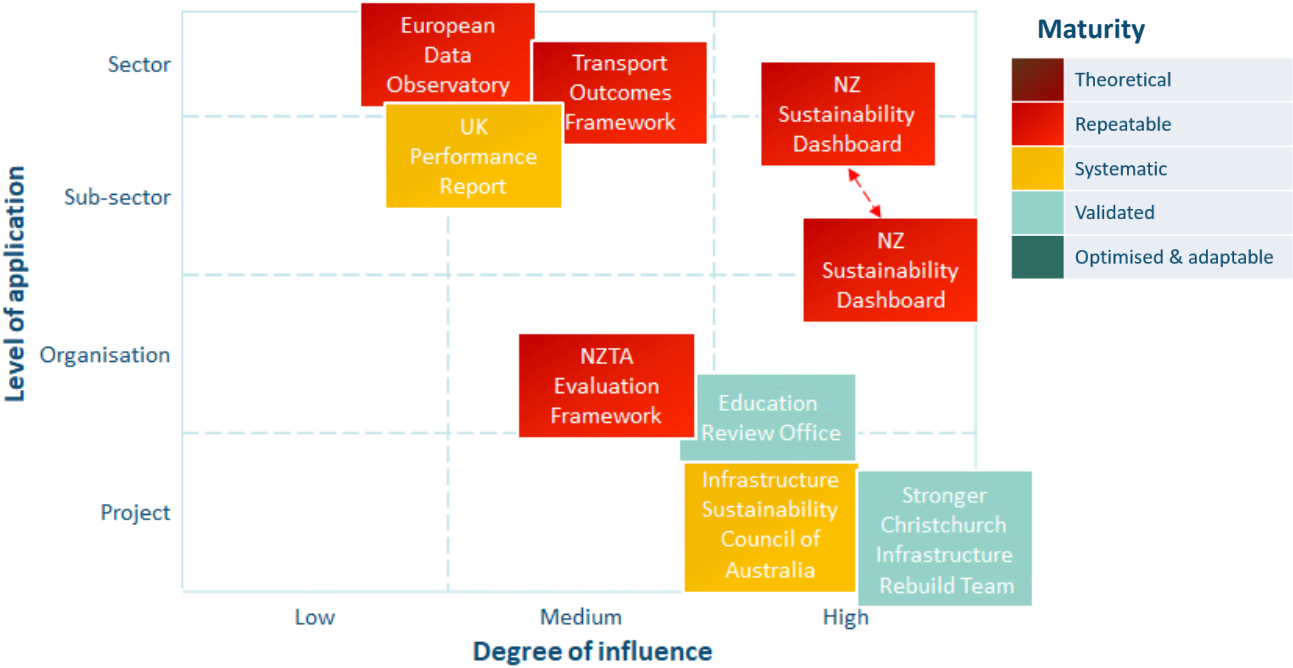 European
Data
Observatory
Transport
Outcomes
Framework
NZ
Sustainability
Dashboard
UK
Performance
Report
NZ
Sustainability
Dashboard
NZTA
Evaluation
Framework
Education
Review Office
Infrastructure
Sustainability
Council of
Australia
Stronger
Christchurch
Infrastructure
Rebuild Team
Level of application
Sector
Sub-sector
Organisation
Project
Low
Medium
High
Degree of influence
Maturity
Theoretical
Repeatable
Systematic
Validated
Optimised & adaptable